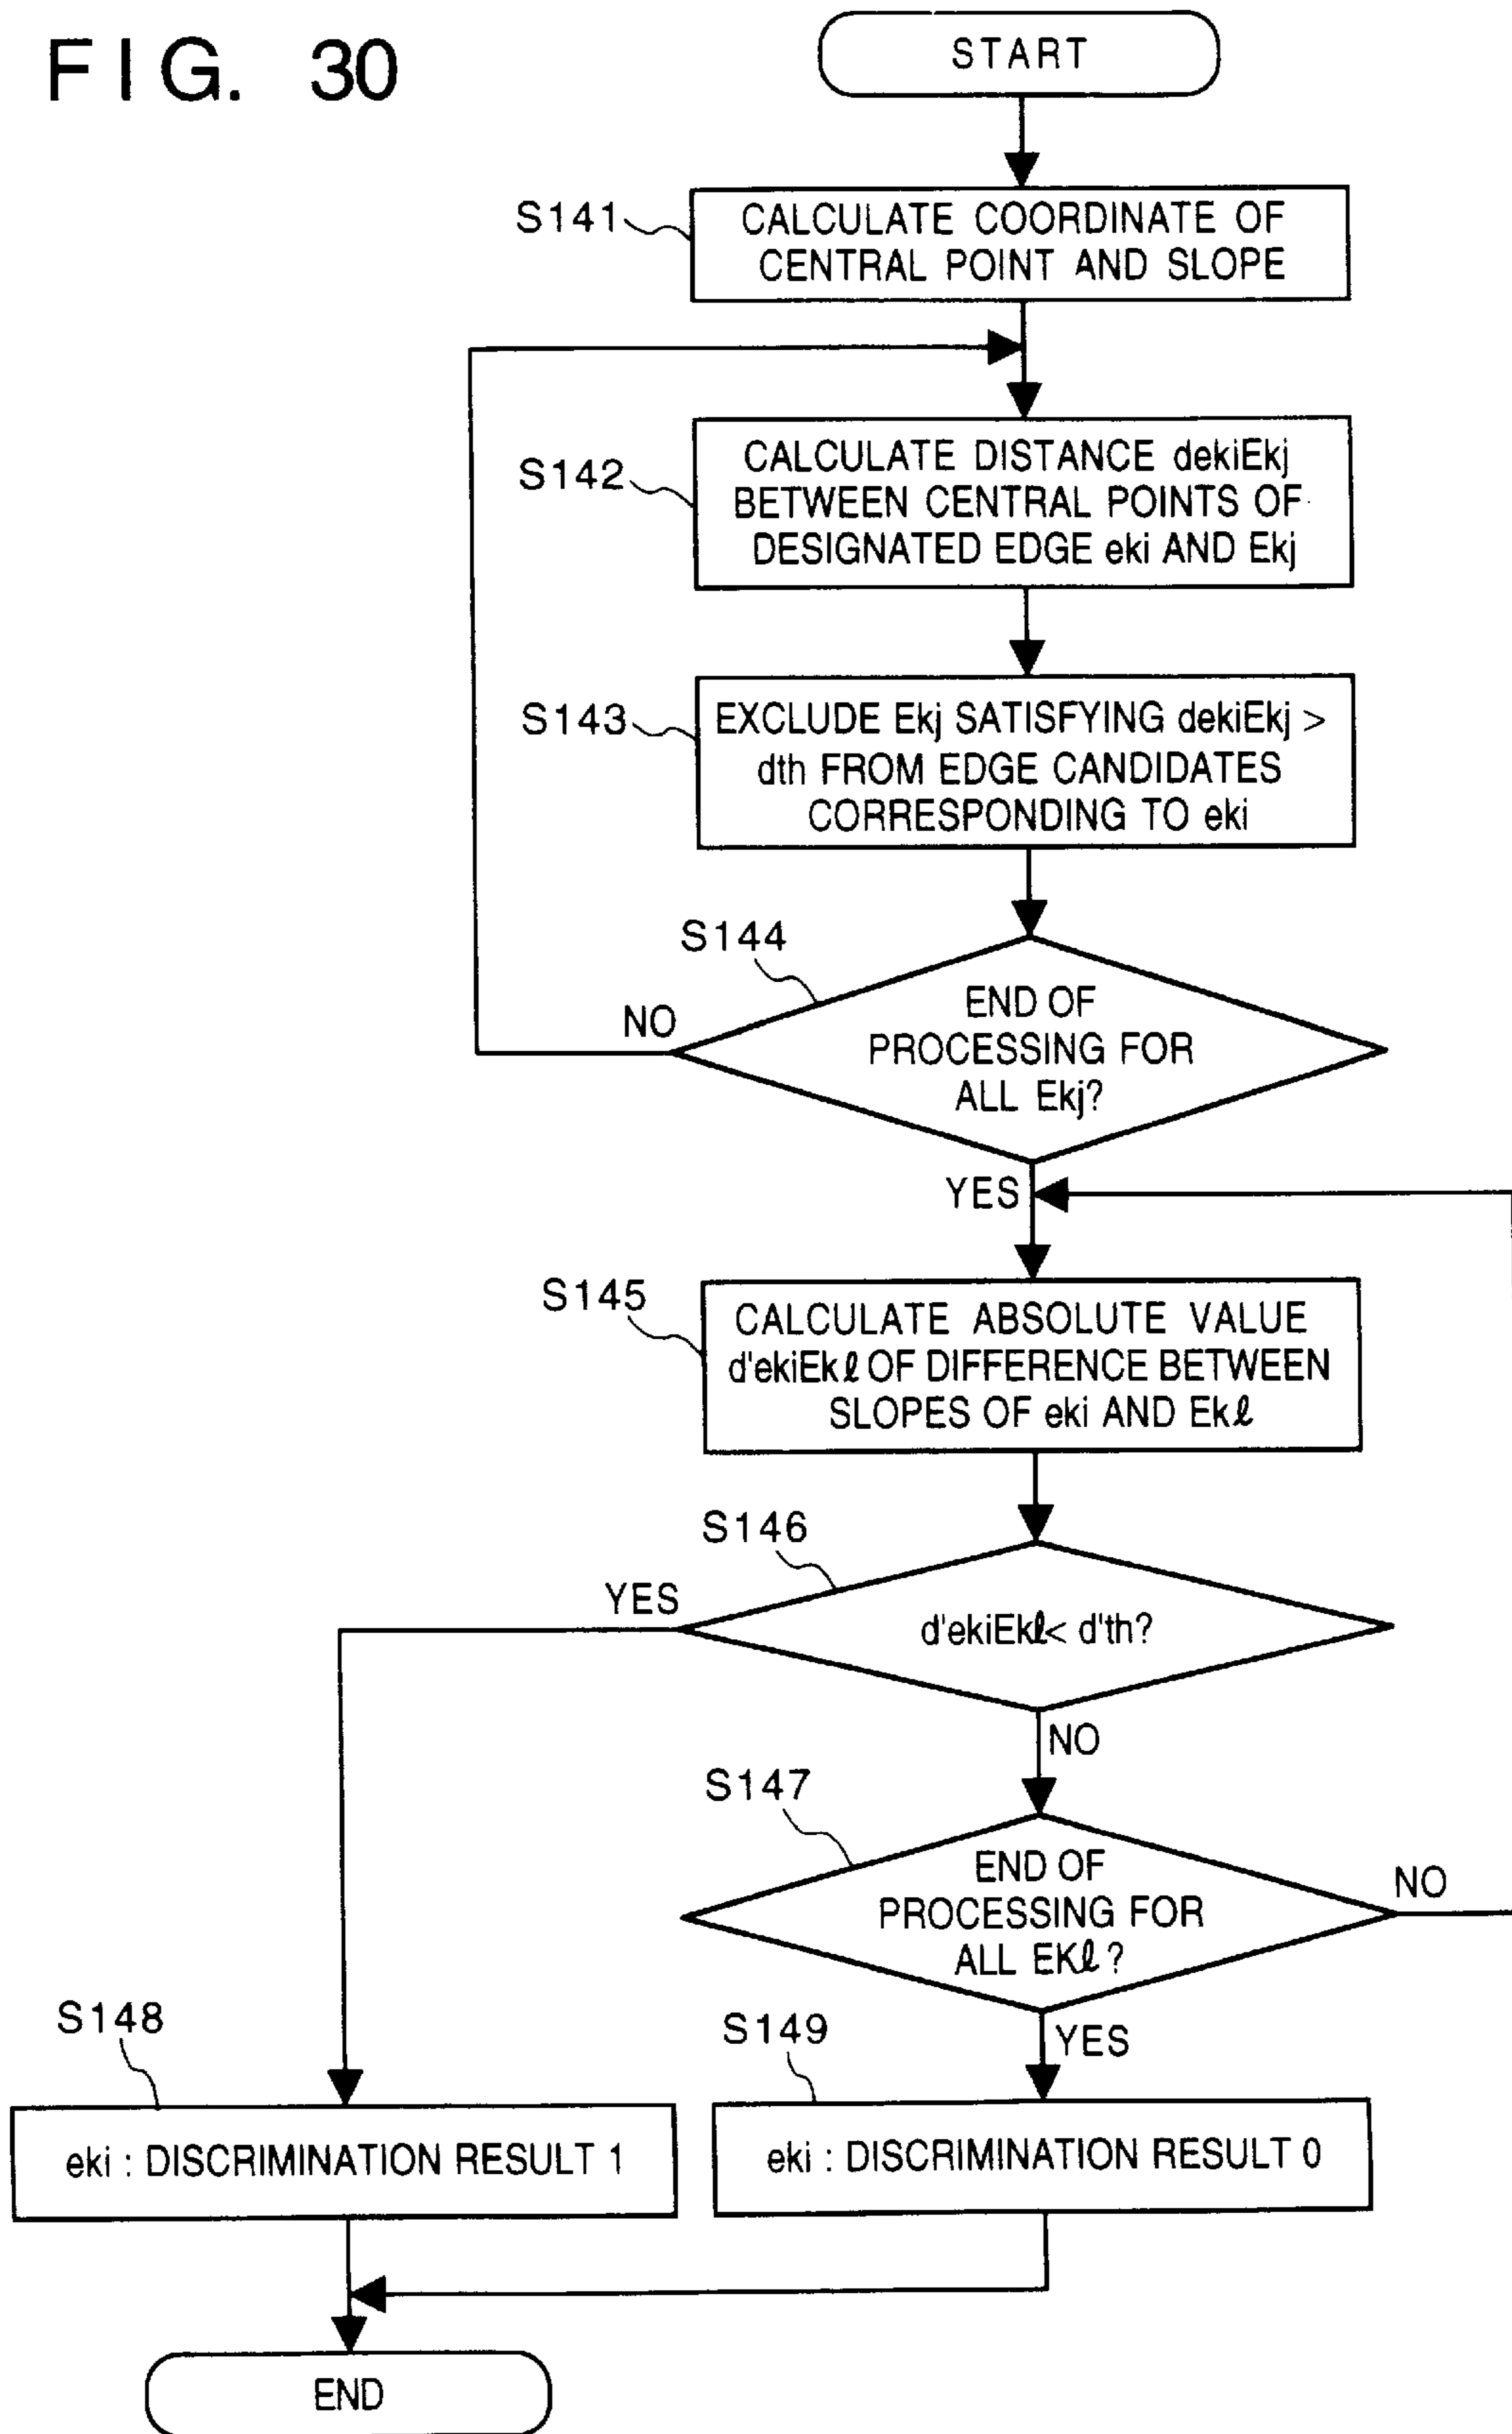 FIG. 30
START
S141
CALCULATE COORDINATE OF
CENTRAL POINT AND SLOPE
S142
CALCULATE DISTANCE dekiEkj
BETWEEN CENTRAL POINTS OF
DESIGNATED EDGE eki AND Ekj
S143
EXCLUDE Ekj SATISFYING dekiEkj >
dth FROM EDGE CANDIDATES
CORRESPONDING TO eki
S144
NO
END OF
PROCESSING FOR
ALL Ekj?
YES
S145
CALCULATE ABSOLUTE VALUE
d'ekiEkℓ OF DIFFERENCE BETWEEN
SLOPES OF eki AND Ekℓ
S146
YES
d'ekiEkℓ< d'th?
NO
S147
END OF
PROCESSING FOR
ALL EKℓ?
NO
YES
S148
eki : DISCRIMINATION RESULT 1
S149
eki : DISCRIMINATION RESULT 0
END